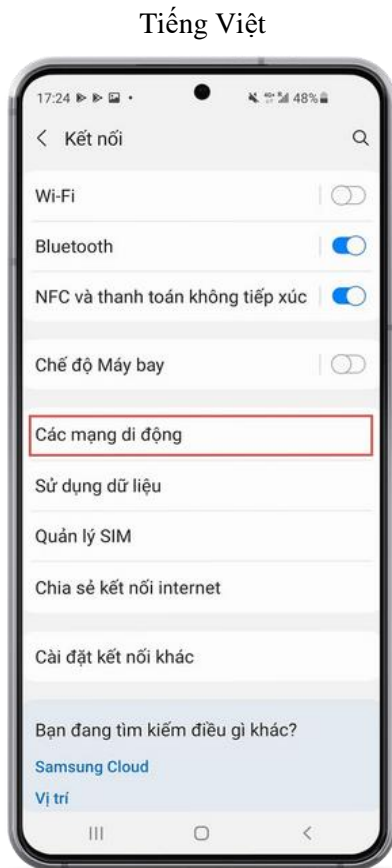 Tiếng Việt
17:24
48%
Kết nối
Wi-Fi
Bluetooth
NFC và thanh toán không tiếp xúc
Chế độ Máy bay
Các mạng di động
Sử dụng dữ liệu
Quản lý SIM
Chia sẻ kết nối internet
Cài đặt kết nối khác
Bạn đang tìm kiếm điều gì khác?
Samsung Cloud
Vị trí